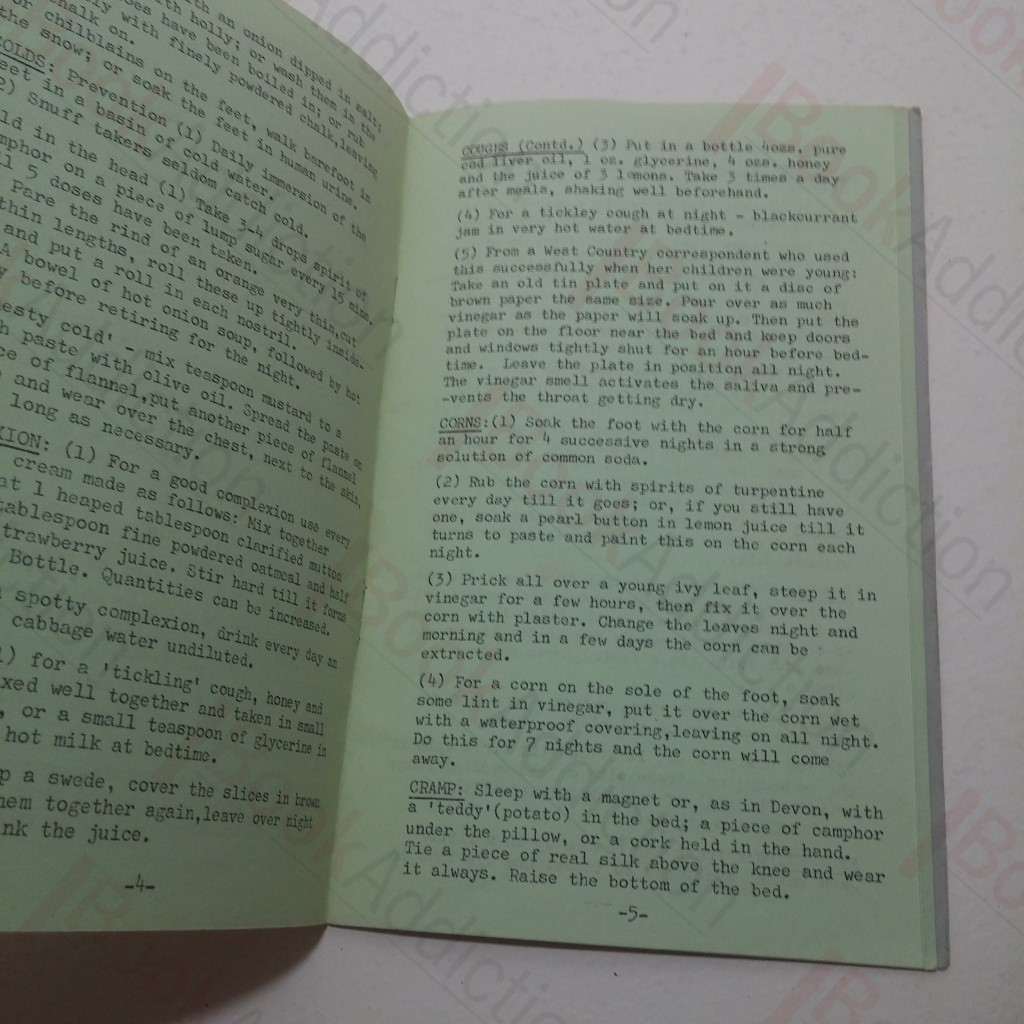 with an onion dipped in salt;
with holly; or wash them in the
have been boiled in; or rub
with finely powdered chalk, leaving
chalk on.
or chilblains on the feet, walk barefoot in
the snow; or soak the feet in human urine.
COLDS: Prevention (1) Daily immersion of the
feet in a basin of cold water.
2) Snuff takers seldom catch cold.
ld in the head (1) Take 3-4 drops spirit of
mphor on a piece of lump sugar every 15 mins.
ll 5 doses have been taken.
Pare the rind of an orange very thin,cut
thin lengths, roll these up tightly inside-
and put a roll in each nostril.
A bowel of hot onion soup, followed by hot
before retiring for the night.
hesty cold' - mix teaspoon mustard to a
h paste with olive oil. Spread the paste on
ce of flannel,put another piece of flannel
and wear over the chest, next to the skin,
long as necessary.
XION: (1) For a good complexion use every
cream made as follows: Mix together
at 1 heaped tablespoon clarified mutton
tablespoon fine powdered oatmeal and half
trawberry juice. Stir hard till it forms
Bottle. Quantities can be increased.
spotty complexion, drink every day an
cabbage water undiluted.
1) for a 'tickling' cough, honey and
xed well together and taken in small
, or a small teaspoon of glycerine in
hot milk at bedtime.
p a swede, cover the slices in brown
hem together again,leave over night
nk the juice.
-4-
COUGHS (Contd.) (3) Put in a bottle 4ozs. pure
cod liver oil, 1 oz. glycerine, 4 ozs. honey
and the juice of 3 lemons. Take 3 times a day
after meals, shaking well beforehand.
(4) For a tickley cough at night - blackcurrant
jam in very hot water at bedtime.
(5) From a West Country correspondent who used
this successfully when her children were young:
Take an old tin plate and put on it a disc of
brown paper the same size. Pour over as much
vinegar as the paper will soak up. Then put the
plate on the floor near the bed and keep doors
and windows tightly shut for an hour before bed-
time. Leave the plate in position all night.
The vinegar smell activates the saliva and pre-
-vents the throat getting dry.
CORNS:(1) Soak the foot with the corn for half
an hour for 4 successive nights in a strong
solution of common soda.
(2) Rub the corn with spirits of turpentine
every day till it goes; or, if you still have
one, soak a pearl button in lemon juice till it
turns to paste and paint this on the corn each
night.
(3) Prick all over a young ivy leaf, steep it in
vinegar for a few hours, then fix it over the
corn with plaster. Change the leaves night and
morning and in a few days the corn can be
extracted.
(4) For a corn on the sole of the foot, soak
some lint in vinegar, put it over the corn wet
with a waterproof covering,leaving on all night.
Do this for 7 nights and the corn will come
away.
CRAMP: Sleep with a magnet or, as in Devon, with
a 'teddy'(potato) in the bed; a piece of camphor
under the pillow, or a cork held in the hand.
Tie a piece of real silk above the knee and wear
it always. Raise the bottom of the bed.
-5-